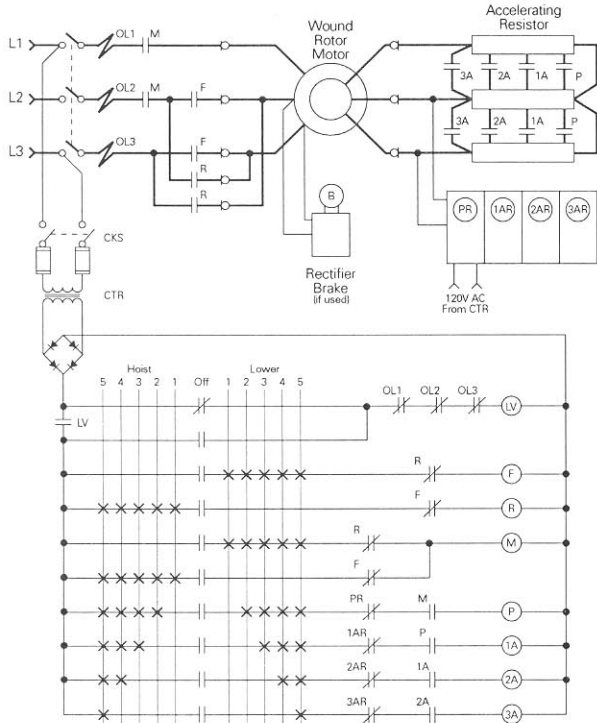 Wound
Rotor
Motor
Accelerating
Resistor
L1
OL1
M
3A
2A
1A
P
L2
OL2
M
F
3A
2A
1A
P
L3
OL3
F
R
R
B
PR
1AR
2AR
3AR
CKS
Rectifier
Brake
(if used)
120V AC
From CTR
CTR
Hoist
Lower
5 4 3 2 1
Off
1 2 3 4 5
OL1
OL2
OL3
LV
LV
R
F
F
R
R
M
F
PR
M
P
1AR
P
1A
2AR
1A
2A
3AR
2A
3A